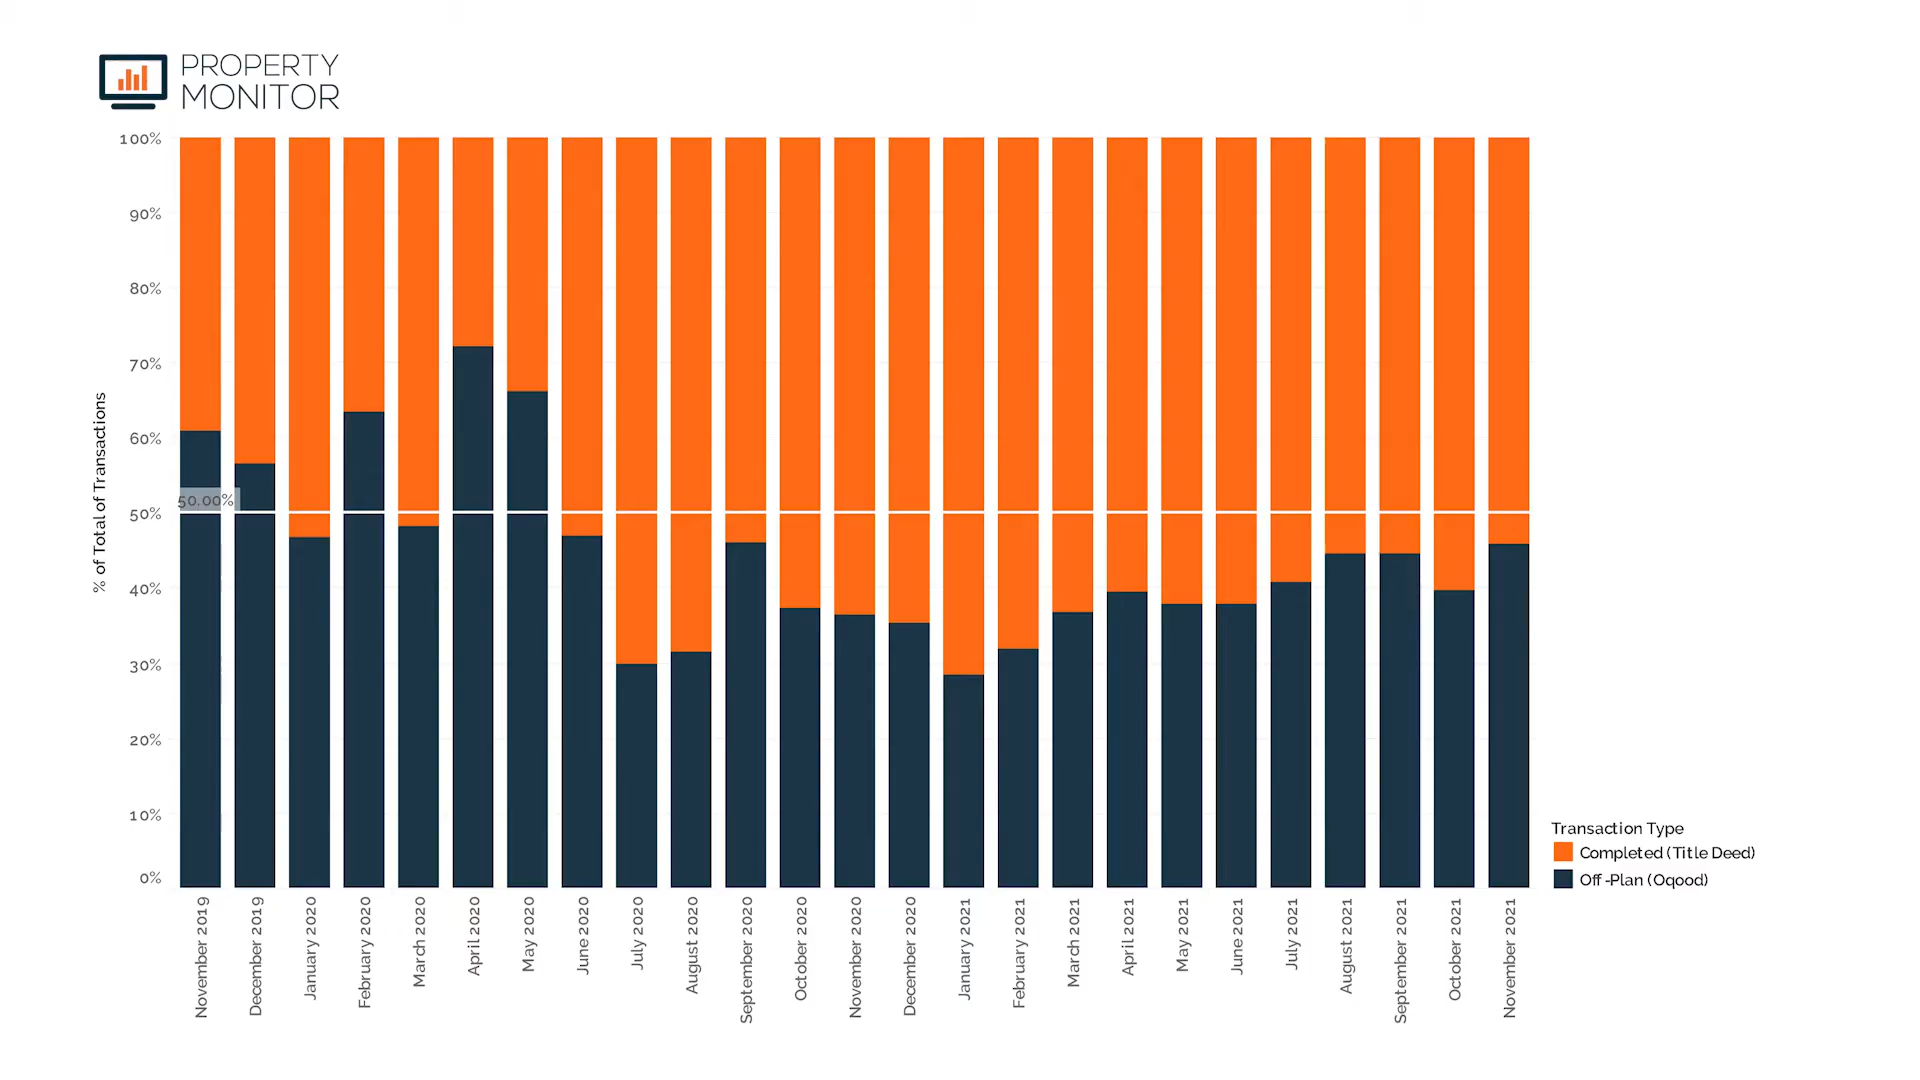 PROPERTY
MONITOR
100%
90%
80%
70%
60%
50%
40%
30%
20%
10%
0%
% of Total of Transactions
50.00%
November 2019
December 2019
January 2020
February 2020
March 2020
April 2020
May 2020
June 2020
July 2020
August 2020
September 2020
October 2020
November 2020
December 2020
January 2021
February 2021
March 2021
April 2021
May 2021
June 2021
July 2021
August 2021
September 2021
October 2021
November 2021
Transaction Type
Completed (Title Deed)
Off-Plan (Oqood)